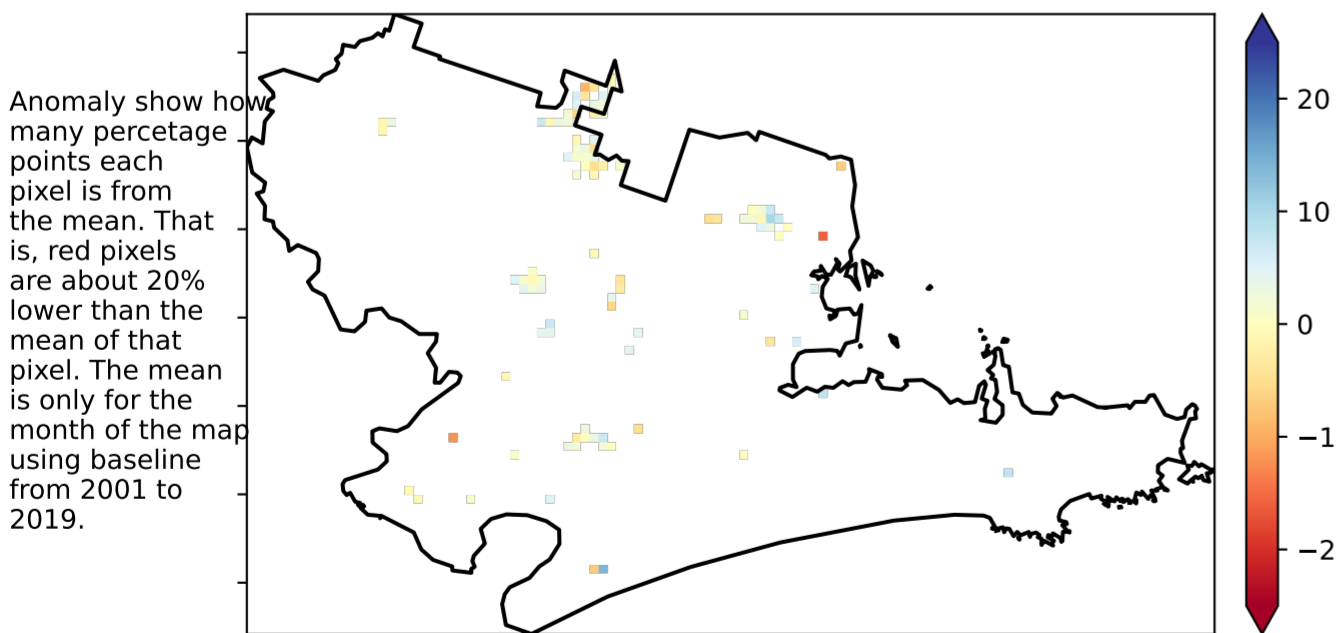 Anomaly show how
many percetage
points each
pixel is from
the mean. That
is, red pixels
are about 20%
lower than the
mean of that
pixel. The mean
is only for the
month of the map
using baseline
from 2001 to
2019.
20
10
0
−1
−2